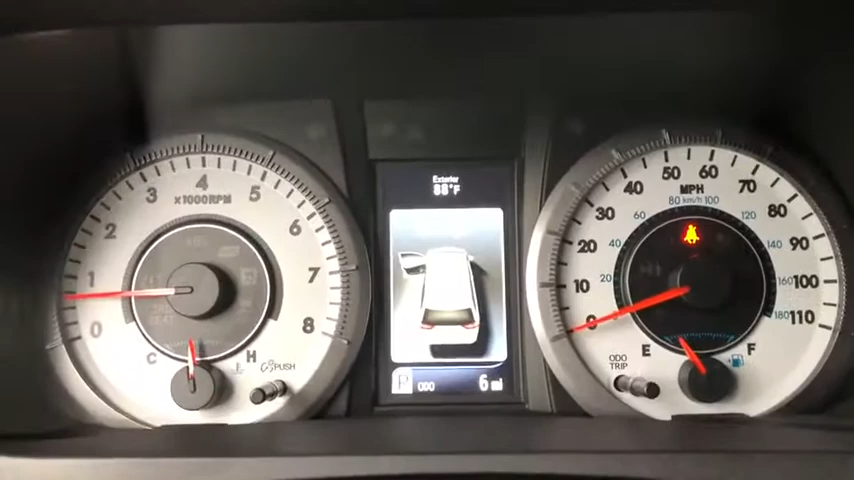 0 1 2 3 4 5 6 7 8
X1000 RPM
C H
PUSH
Exterior
88°F
P ODO 6 mi
0 10 20 30 40 50 60 70 80 90 100 110
MPH
20 40 60 80 km/h 100 120 140 160 180
ODO
TRIP
E F